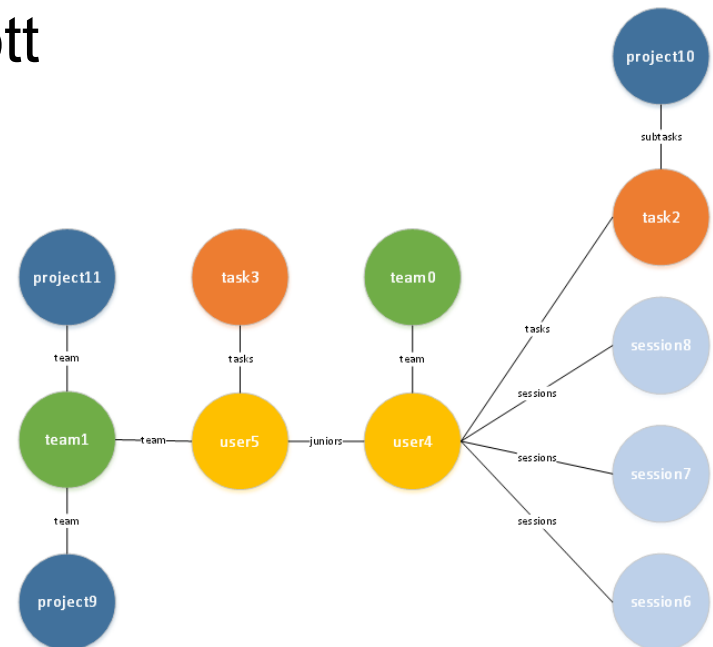 ott
project10
subtasks
task2
project11
task3
team0
team
tasks
team
tasks
session8
sessions
team1
team
user5
juniors
user4
sessions
session7
team
sessions
project9
session6